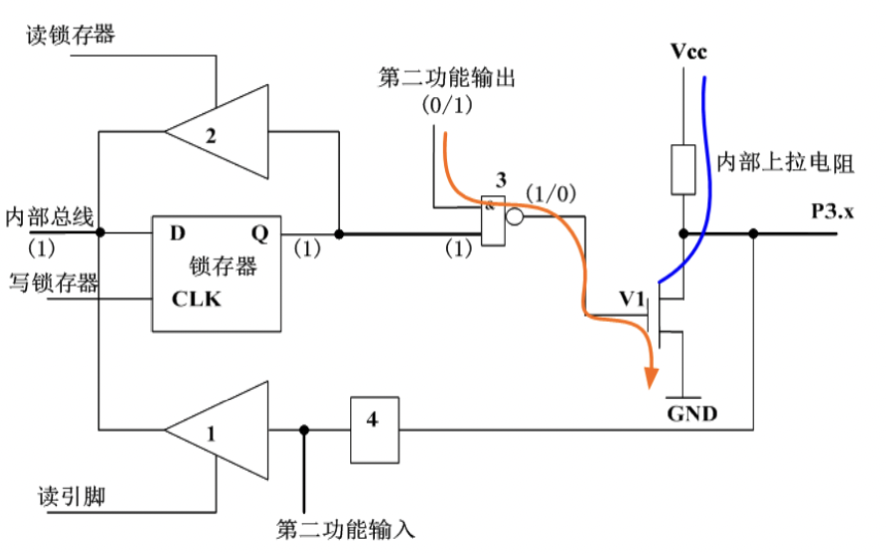 读锁存器
Vcc
第二功能输出
(0/1)
2
内部上拉电阻
3
(1/0)
&
P3.x
内部总线
(1)
D
Q
(1)
(1)
锁存器
写锁存器
CLK
V1
GND
4
1
读引脚
第二功能输入